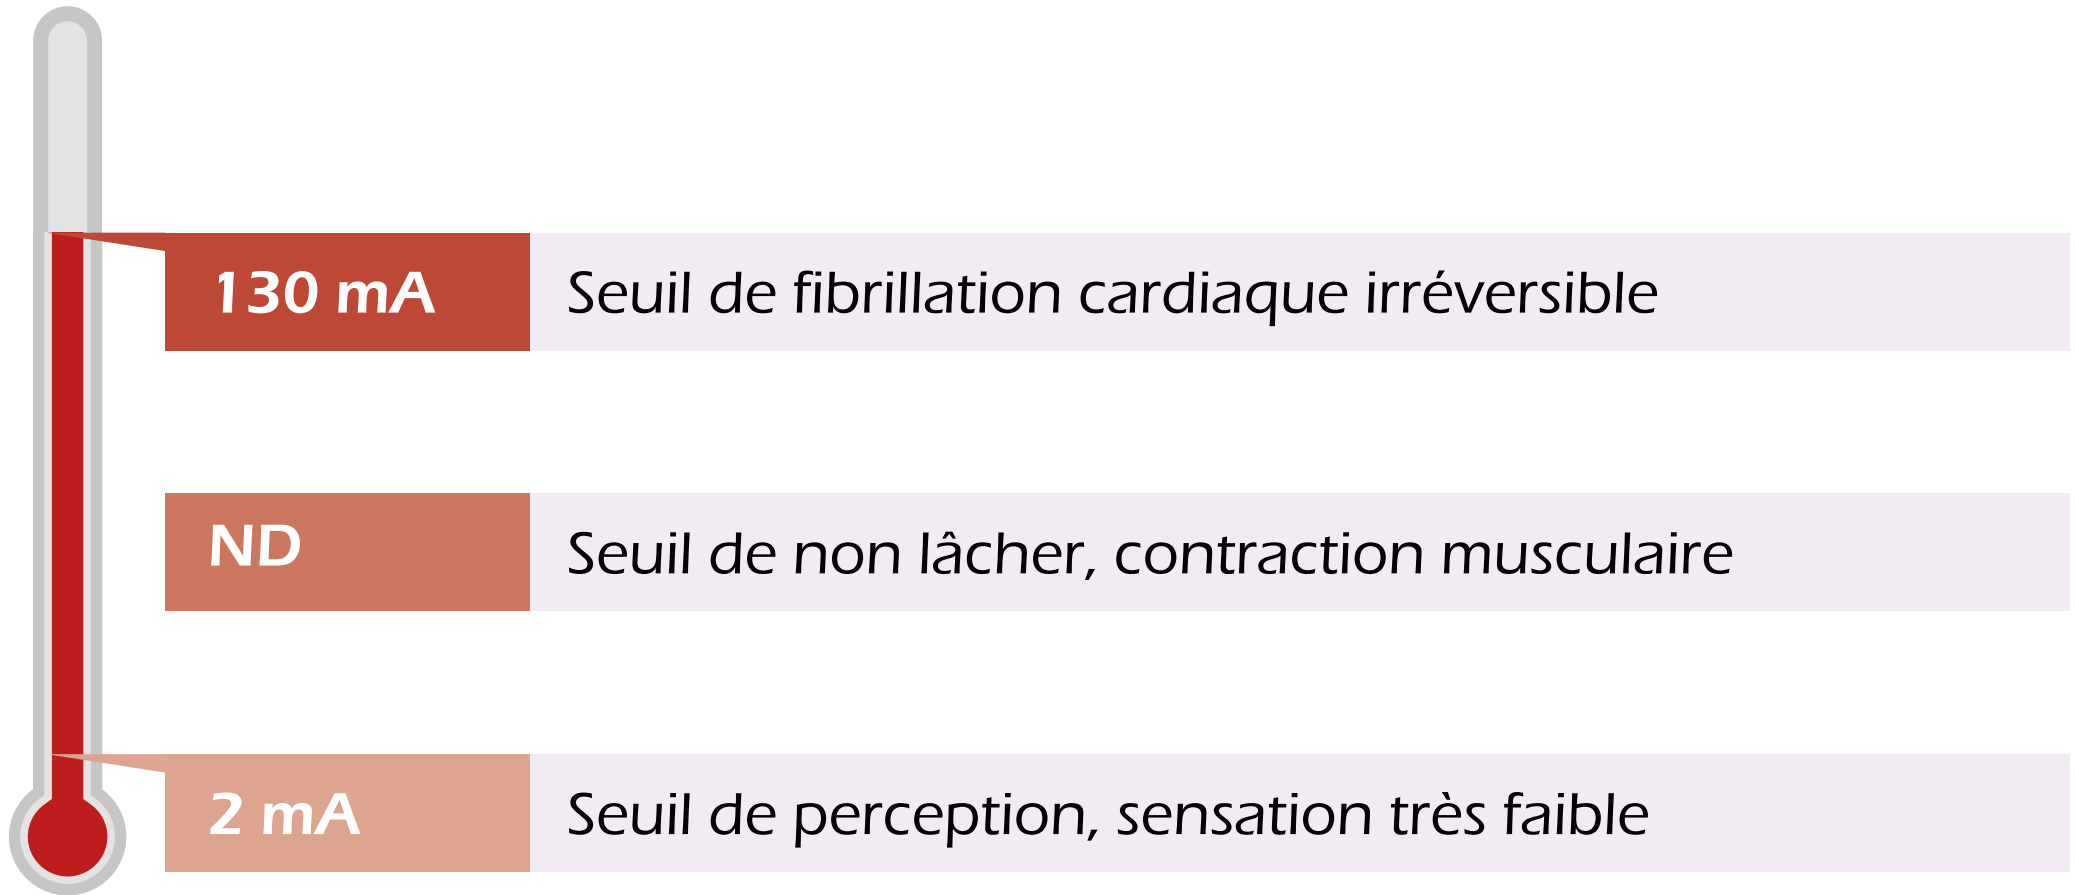 130 mA Seuil de fibrillation cardiaque irréversible
ND Seuil de non lâcher, contraction musculaire
2 mA Seuil de perception, sensation très faible